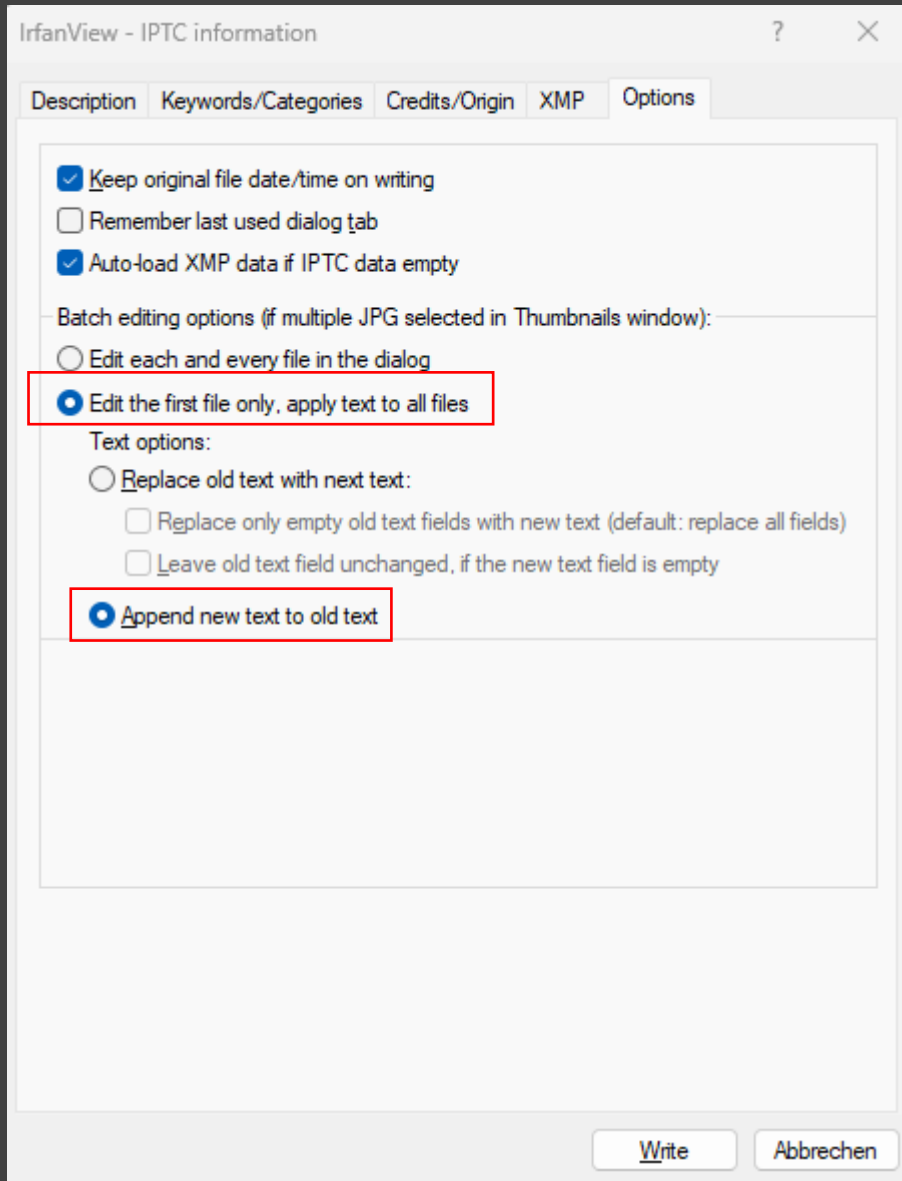 IrfanView - IPTC information
?
Description Keywords/Categories Credits/Origin XMP Options
Keep original file date/time on writing
Remember last used dialog tab
Auto-load XMP data if IPTC data empty
Batch editing options (if multiple JPG selected in Thumbnails window):
Edit each and every file in the dialog
Edit the first file only, apply text to all files
Text options:
Replace old text with next text:
Replace only empty old text fields with new text (default: replace all fields)
Leave old text field unchanged, if the new text field is empty
Append new text to old text
Write Abbrechen